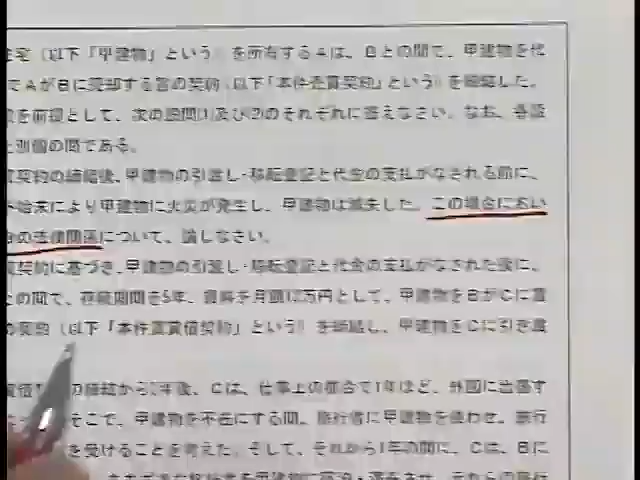 住宅（以下「甲建物」という）を所有するAは、Bとの間で、甲建物を代
でAがBに売却する旨の契約（以下「本件売買契約」という）を締結した。
を前提として、次の設問(1)及び(2)のそれぞれに答えなさい。なお、各設
別個の問である。
契約の締結後、甲建物の引渡し・移転登記と代金の支払がなされる前に、
始末により甲建物に火災が発生し、甲建物は滅失した。この場合におい
の法律関係について、論じなさい。
契約に基づき、甲建物の引渡し・移転登記と代金の支払がなされた後に、
の間で、存続期間を5年、賃料を月額 万円として、甲建物をBがCに賃
の契約（以下「本件賃貸借契約」という）を締結し、甲建物をCに引き渡
賃借 の締結から 年後、Cは、仕事上の都合で1年ほど、外国に出張す
そこで、甲建物を不在にする間、旅行者に甲建物を使わせ、旅行
を受けることを考えた。そして、それから1年の間に、Cは、Bに